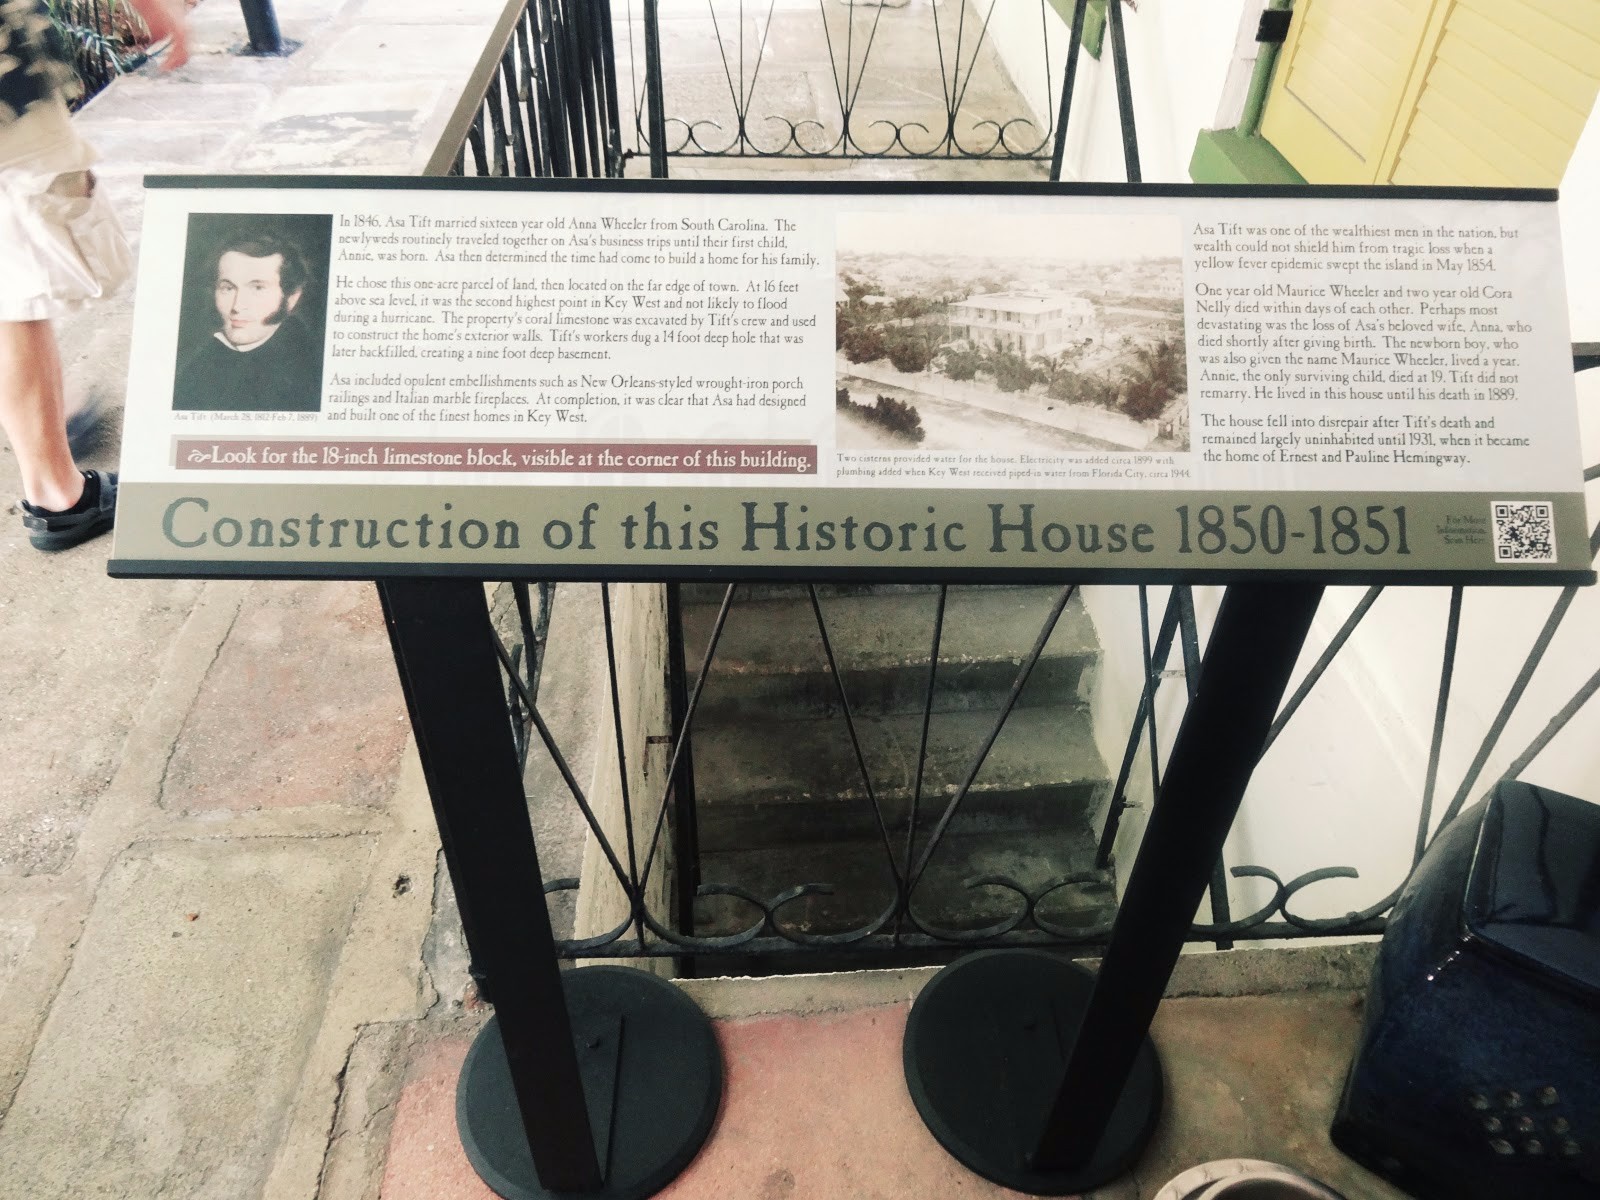 In 1846, Asa Tift married sixteen year old Anna Wheeler from South Carolina. The
newlyweds routinely traveled together on Asa's business trips until their first child,
Annie, was born. Asa then determined the time had come to build a home for his family.
He chose this one-acre parcel of land, then located on the far edge of town. At 16 feet
above sea level, it was the second highest point in Key West and not likely to flood
during a hurricane. The property's coral limestone was excavated by Tift's crew and used
to construct the home's exterior walls. Tift's workers dug a 14 foot deep hole that was
later backfilled, creating a nine foot deep basement.
Asa included opulent embellishments such as New Orleans-styled wrought-iron porch
railings and Italian marble fireplaces. At completion, it was clear that Asa had designed
and built one of the finest homes in Key West.
Asa Tift (March 28, 1812-Feb 7, 1889)
Look for the 18-inch limestone block, visible at the corner of this building.
Two cisterns provided water for the house. Electricity was added circa 1899 with
plumbing added when Key West received piped-in water from Florida City, circa 1944.
Asa Tift was one of the wealthiest men in the nation, but
wealth could not shield him from tragic loss when a
yellow fever epidemic swept the island in May 1854.
One year old Maurice Wheeler and two year old Cora
Nelly died within days of each other. Perhaps most
devastating was the loss of Asa's beloved wife, Anna, who
died shortly after giving birth. The newborn boy, who
was also given the name Maurice Wheeler, lived a year.
Annie, the only surviving child, died at 19. Tift did not
remarry. He lived in this house until his death in 1889.
The house fell into disrepair after Tift's death and
remained largely uninhabited until 1931, when it became
the home of Ernest and Pauline Hemingway.
Construction of this Historic House 1850-1851
For More
Information,
Scan Here